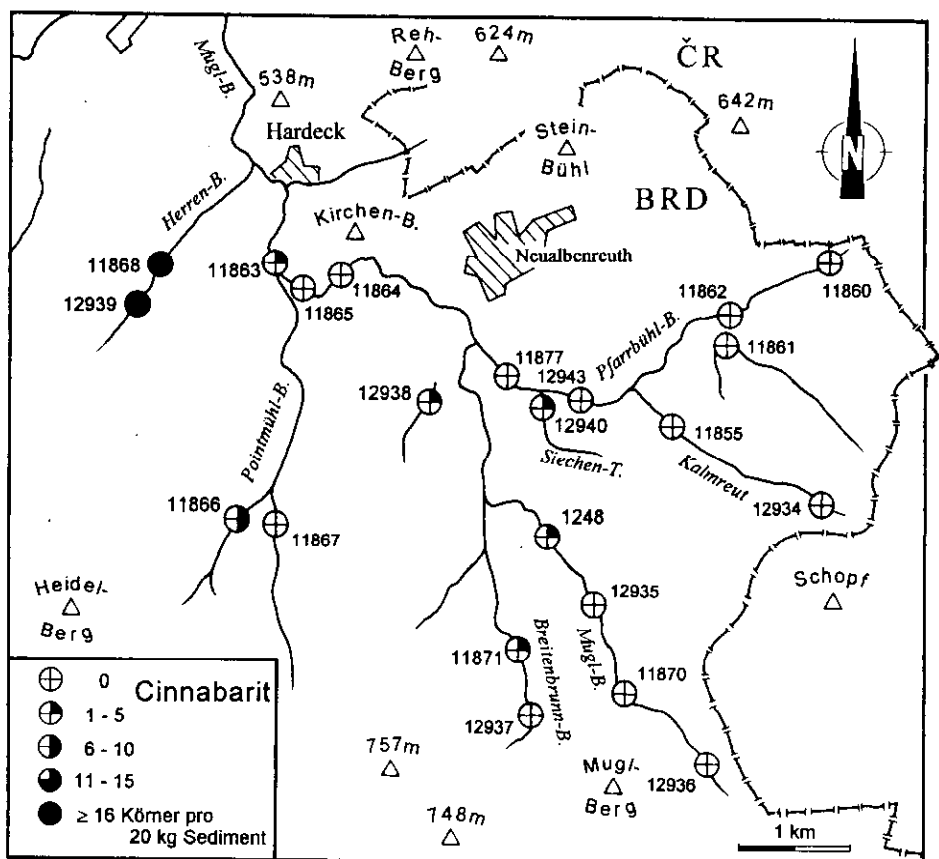 Reh-
Berg
624m
ČR
Mugl-B.
538m
642m
Hardeck
Stein-
Bühl
N
BRD
Herren-B.
Kirchen-B.
Neualbenreuth
11868
11863
11864
11860
12939
11865
11862
11861
Pfarrbühl-B.
11877
12943
12938
12940
11855
Pointmühl-B.
Siechen-T.
Kalmreut
11866
12934
1248
11867
Heidel-
Berg
Schopf
12935
Breitenbrunn-B.
Mugl-B.
11871
11870
12937
757m
Mugl-
Berg
12936
748m
1 km
Cinnabarit
0
1 - 5
6 - 10
11 - 15
≥ 16 Körner pro
20 kg Sediment